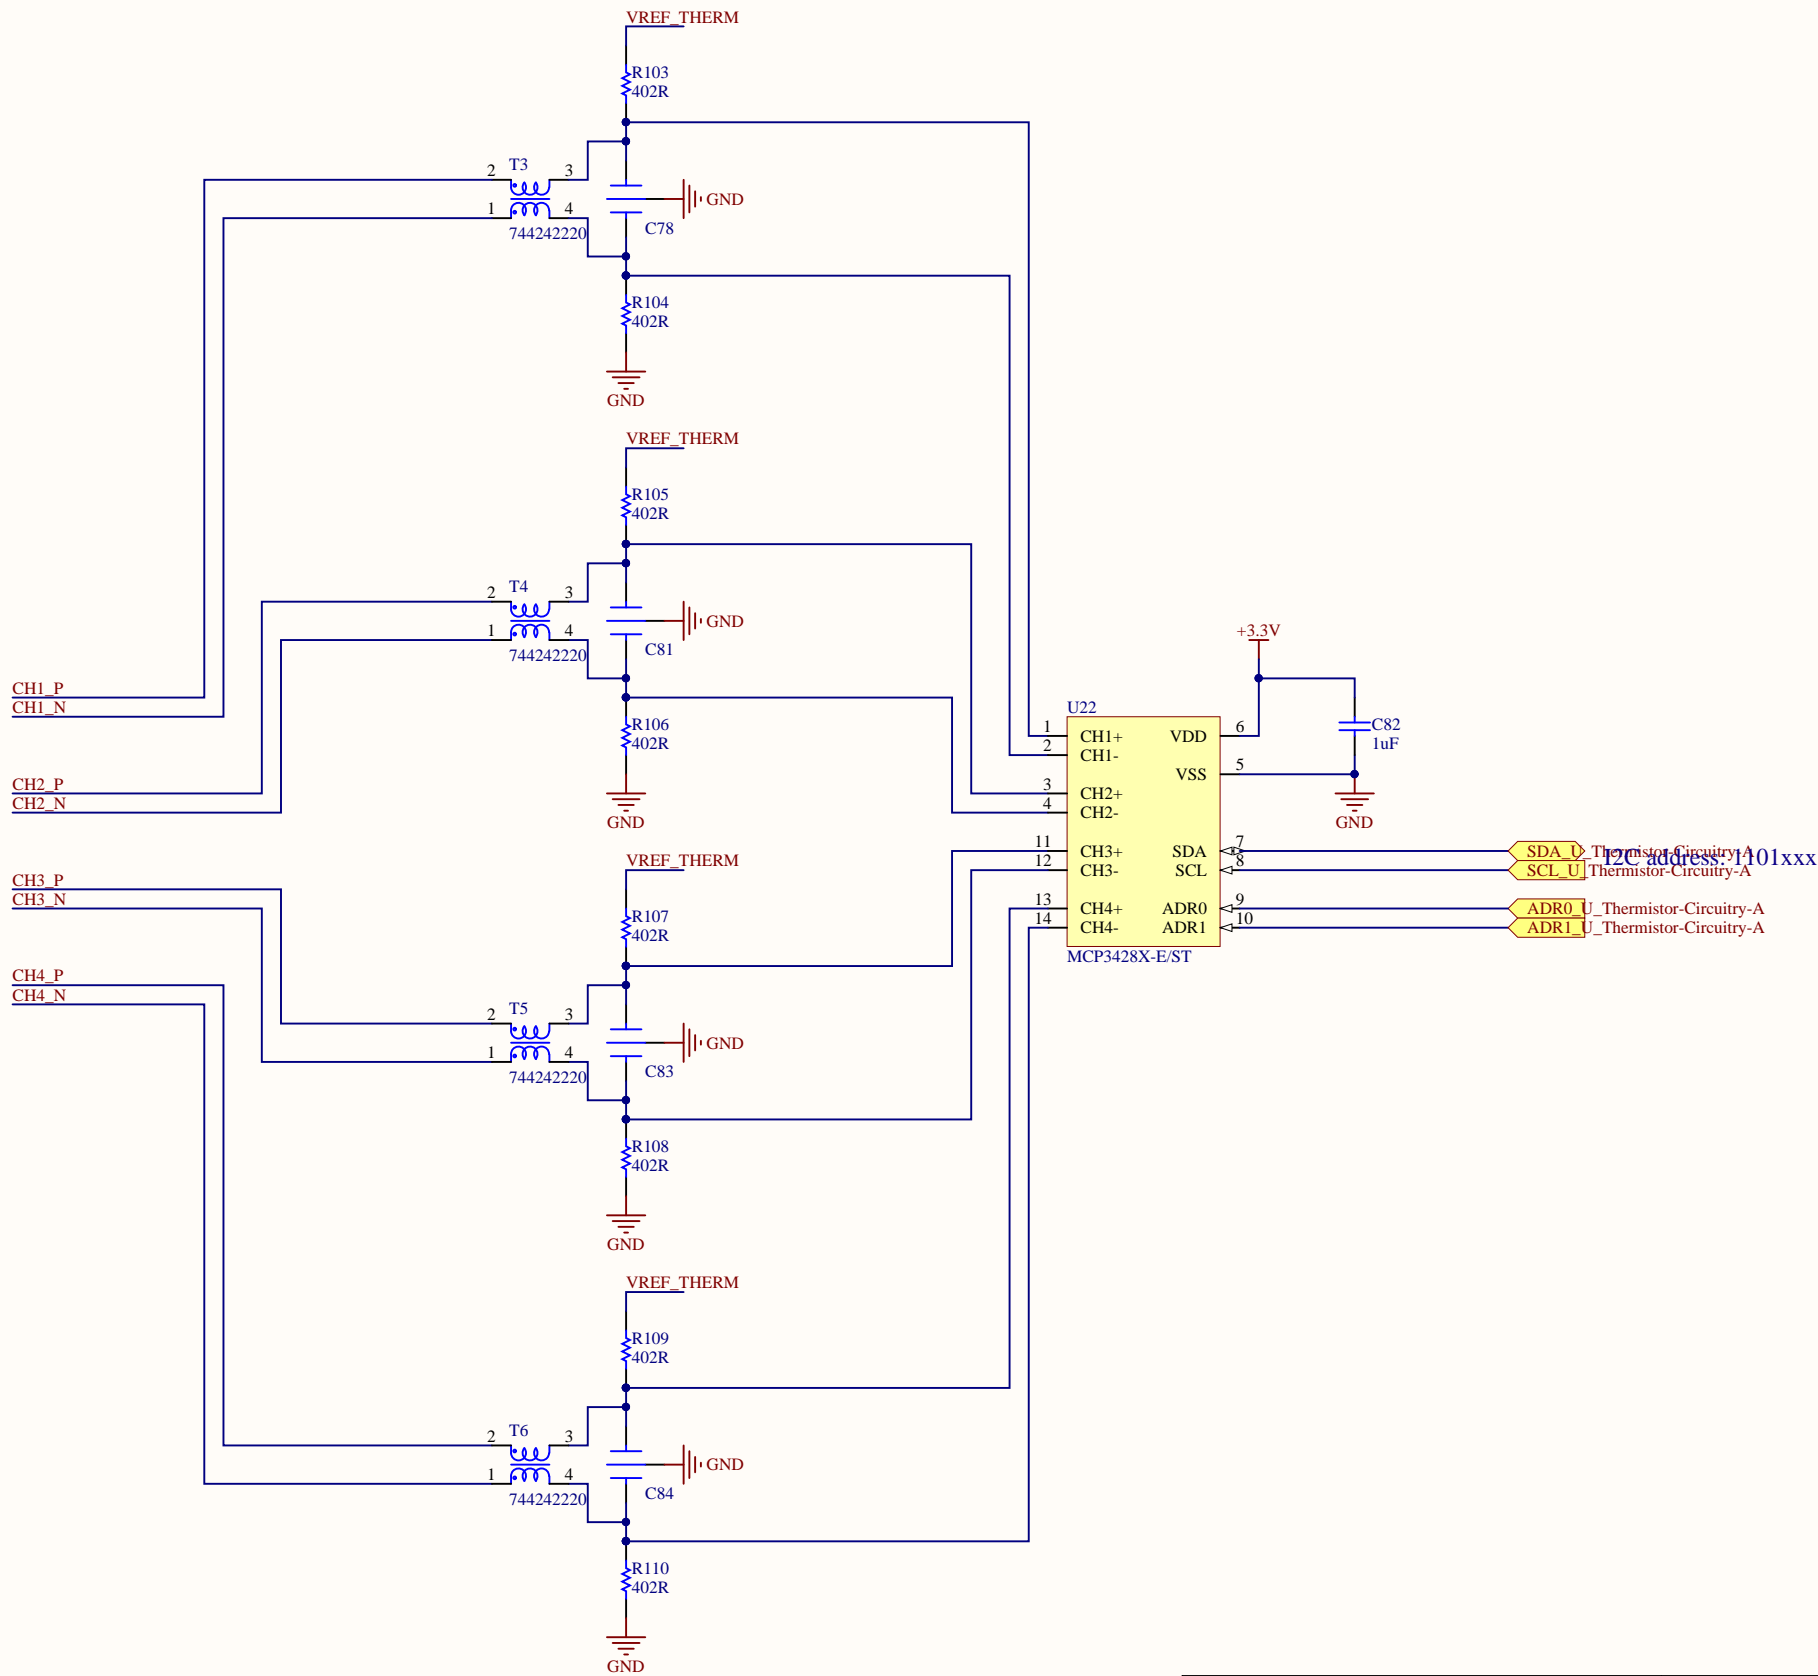 VREF_THERM
R103
402R
2
T3
3
1
4
744242220
GND
C78
R104
402R
GND
VREF_THERM
R105
402R
2
T4
3
1
4
744242220
GND
C81
R106
402R
GND
CH1_P
CH1_N
CH2_P
CH2_N
CH3_P
CH3_N
CH4_P
CH4_N
VREF_THERM
R107
402R
2
T5
3
1
4
744242220
GND
C83
R108
402R
GND
VREF_THERM
R109
402R
2
T6
3
1
4
744242220
GND
C84
R110
402R
GND
+3.3V
C82
1uF
GND
U22
1 CH1+
2 CH1-
3 CH2+
4 CH2-
11 CH3+
12 CH3-
13 CH4+
14 CH4-
VDD 6
VSS 5
SDA 7
SCL 8
ADR0 9
ADR1 10
MCP3428X-E/ST
SDA_U_Thermistor-Circuitry-A
I2C address: 1101xxx
SCL_U_Thermistor-Circuitry-A
ADR0_U_Thermistor-Circuitry-A
ADR1_U_Thermistor-Circuitry-A